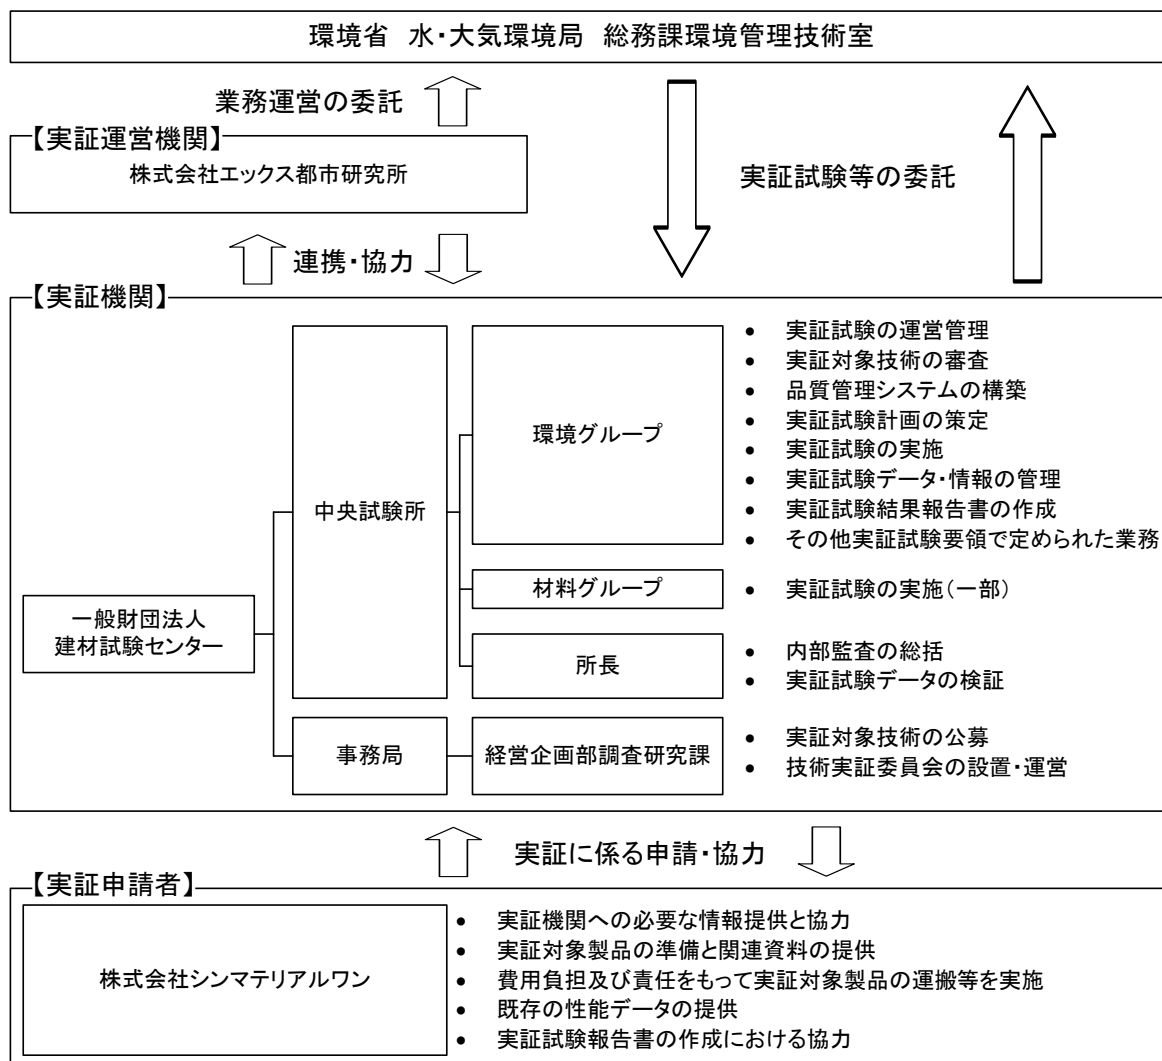 環境省　水・大気環境局　総務課環境管理技術室
業務運営の委託
【実証運営機関】
株式会社エックス都市研究所
実証試験等の委託
連携・協力
【実証機関】
一般財団法人
建材試験センター
中央試験所
環境グループ
• 実証試験の運営管理
• 実証対象技術の審査
• 品質管理システムの構築
• 実証試験計画の策定
• 実証試験の実施
• 実証試験データ・情報の管理
• 実証試験結果報告書の作成
• その他実証試験要領で定められた業務
材料グループ
• 実証試験の実施（一部）
所長
• 内部監査の総括
• 実証試験データの検証
事務局
経営企画部調査研究課
• 実証対象技術の公募
• 技術実証委員会の設置・運営
実証に係る申請・協力
【実証申請者】
株式会社シンマテリアルワン
• 実証機関への必要な情報提供と協力
• 実証対象製品の準備と関連資料の提供
• 費用負担及び責任をもって実証対象製品の運搬等を実施
• 既存の性能データの提供
• 実証試験報告書の作成における協力